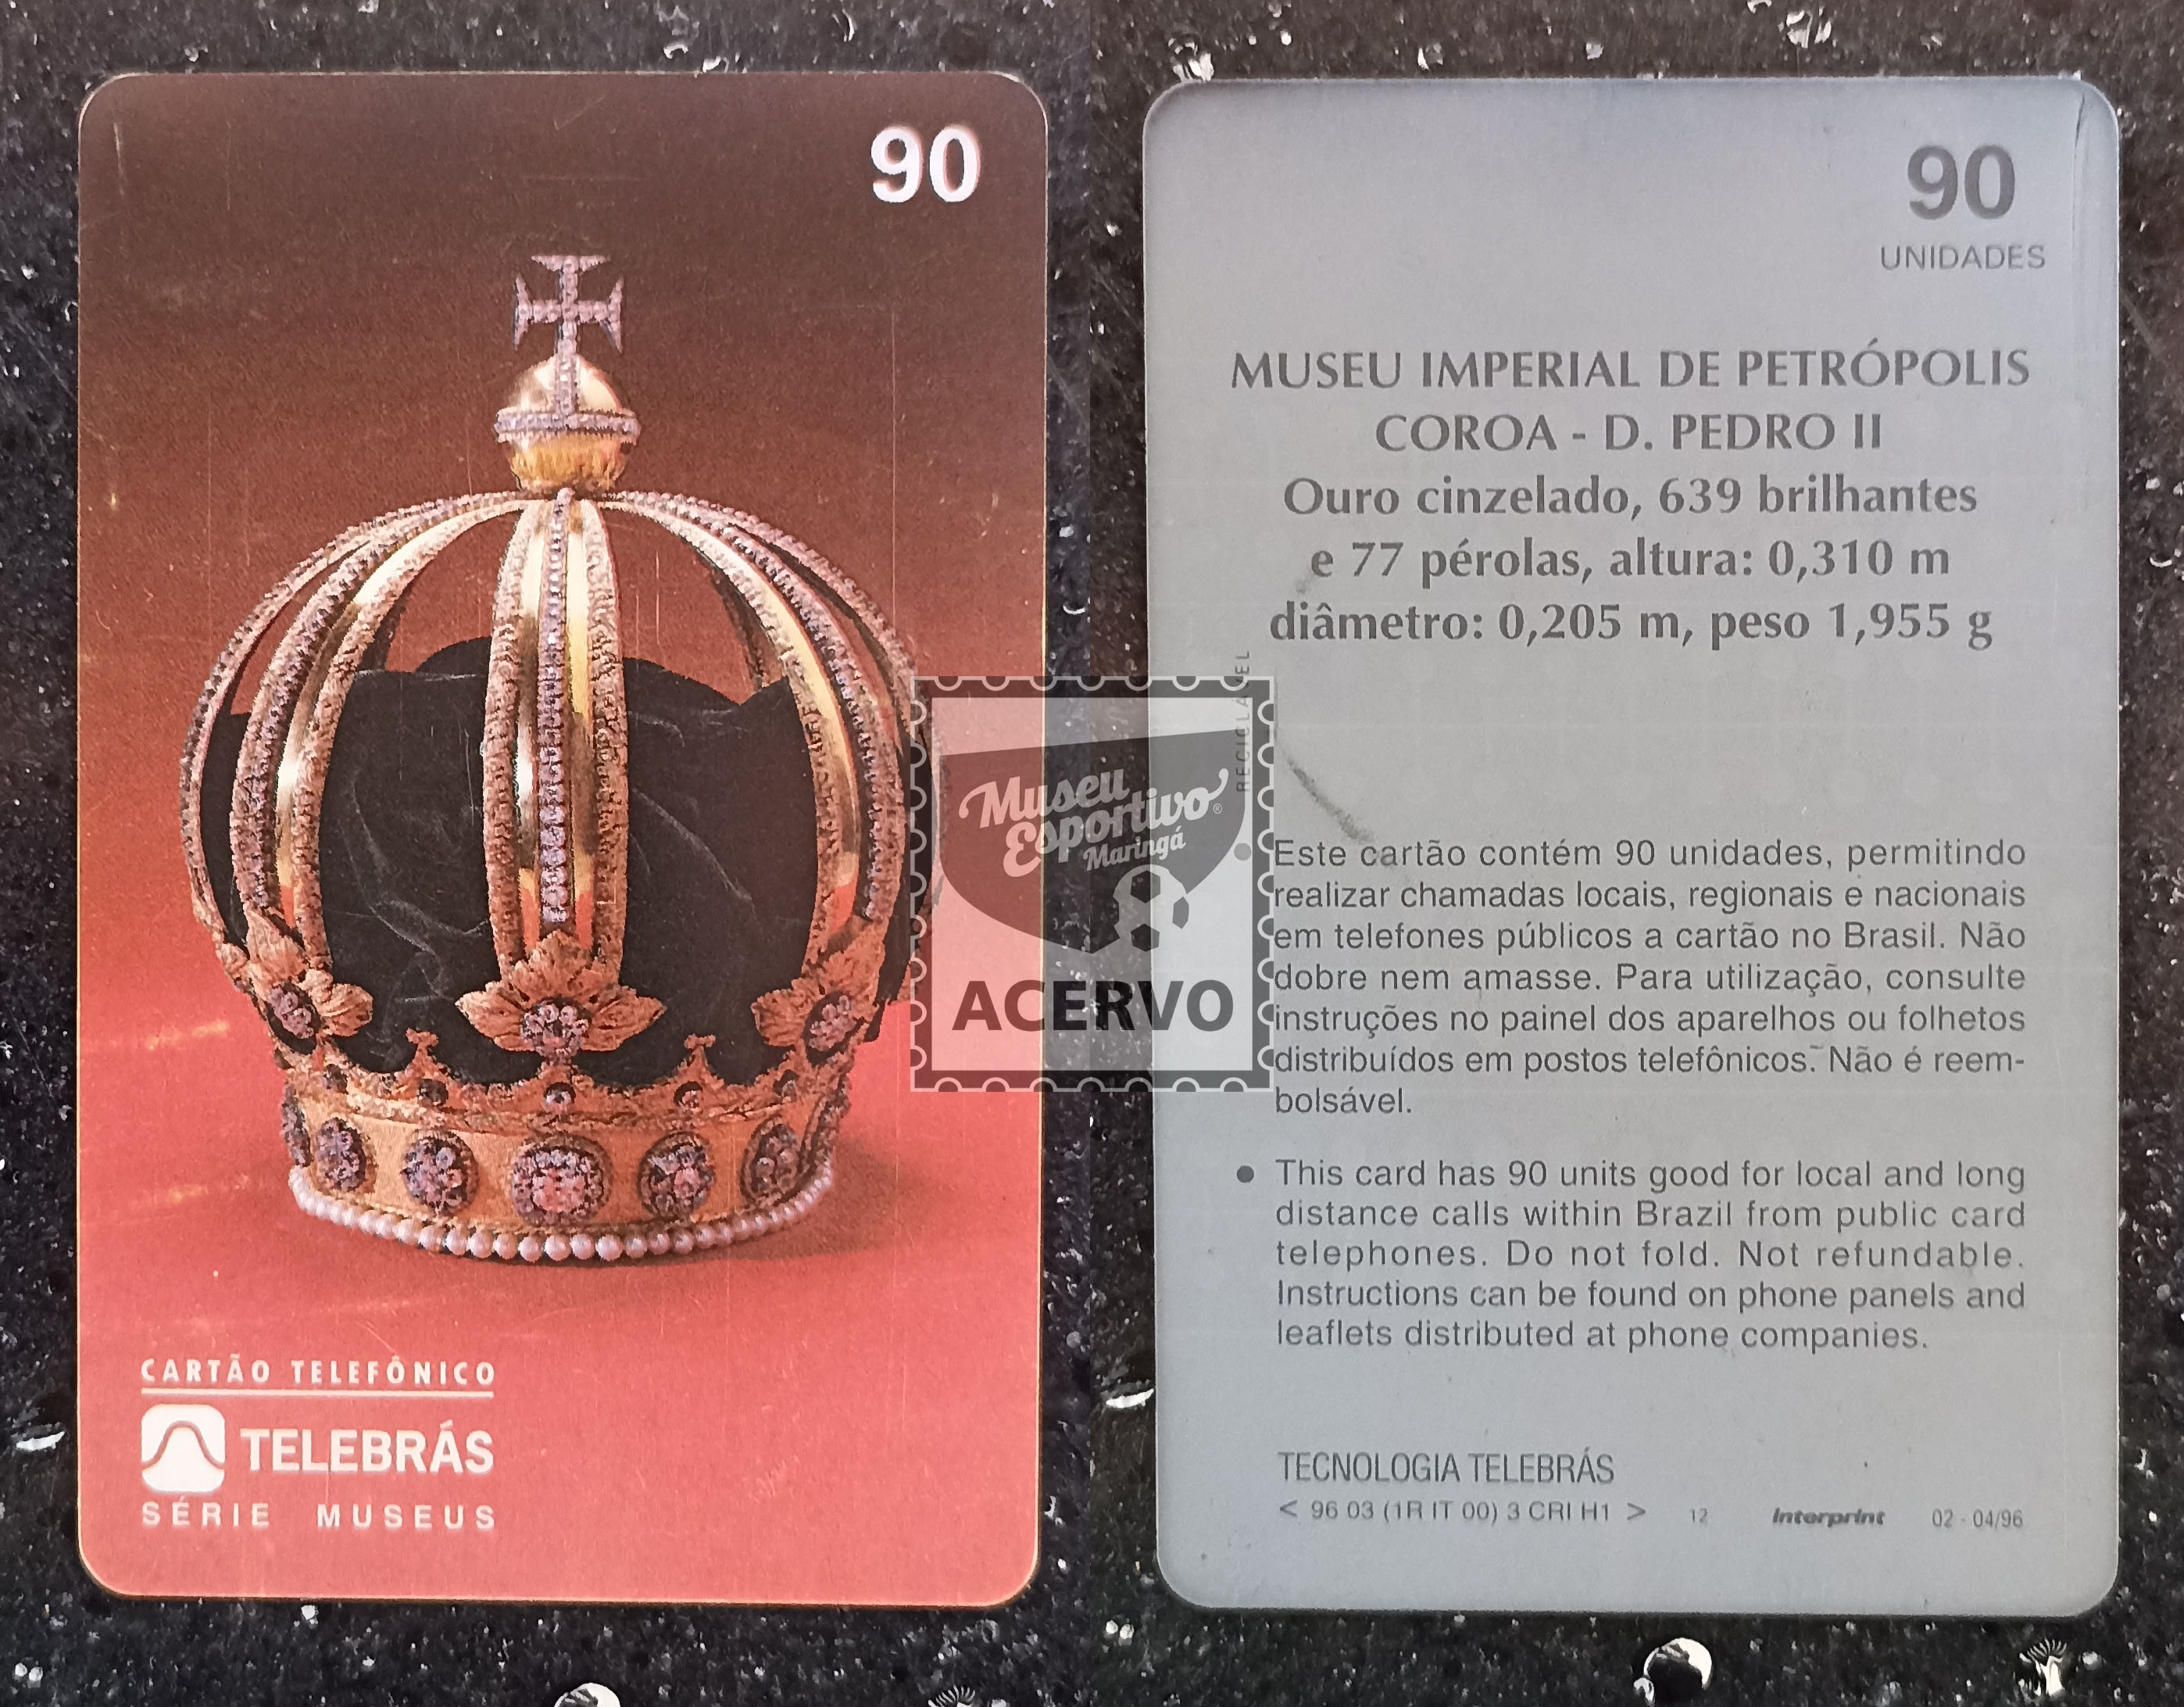 90
CARTÃO TELEFÔNICO
TELEBRÁS
SÉRIE MUSEUS
90
UNIDADES
MUSEU IMPERIAL DE PETRÓPOLIS
COROA - D. PEDRO II
Ouro cinzelado, 639 brilhantes
e 77 pérolas, altura: 0,310 m
diâmetro: 0,205 m, peso 1,955 g
RECICLÁVEL
Museu
Esportivo®
Maringá
ACERVO
● Este cartão contém 90 unidades, permitindo
realizar chamadas locais, regionais e nacionais
em telefones públicos a cartão no Brasil. Não
dobre nem amasse. Para utilização, consulte
instruções no painel dos aparelhos ou folhetos
distribuídos em postos telefônicos. Não é reem-
bolsável.
● This card has 90 units good for local and long
distance calls within Brazil from public card
telephones. Do not fold. Not refundable.
Instructions can be found on phone panels and
leaflets distributed at phone companies.
TECNOLOGIA TELEBRÁS
< 96 03 (1R IT 00) 3 CRI H1 > 12 Interprint 02 - 04/96